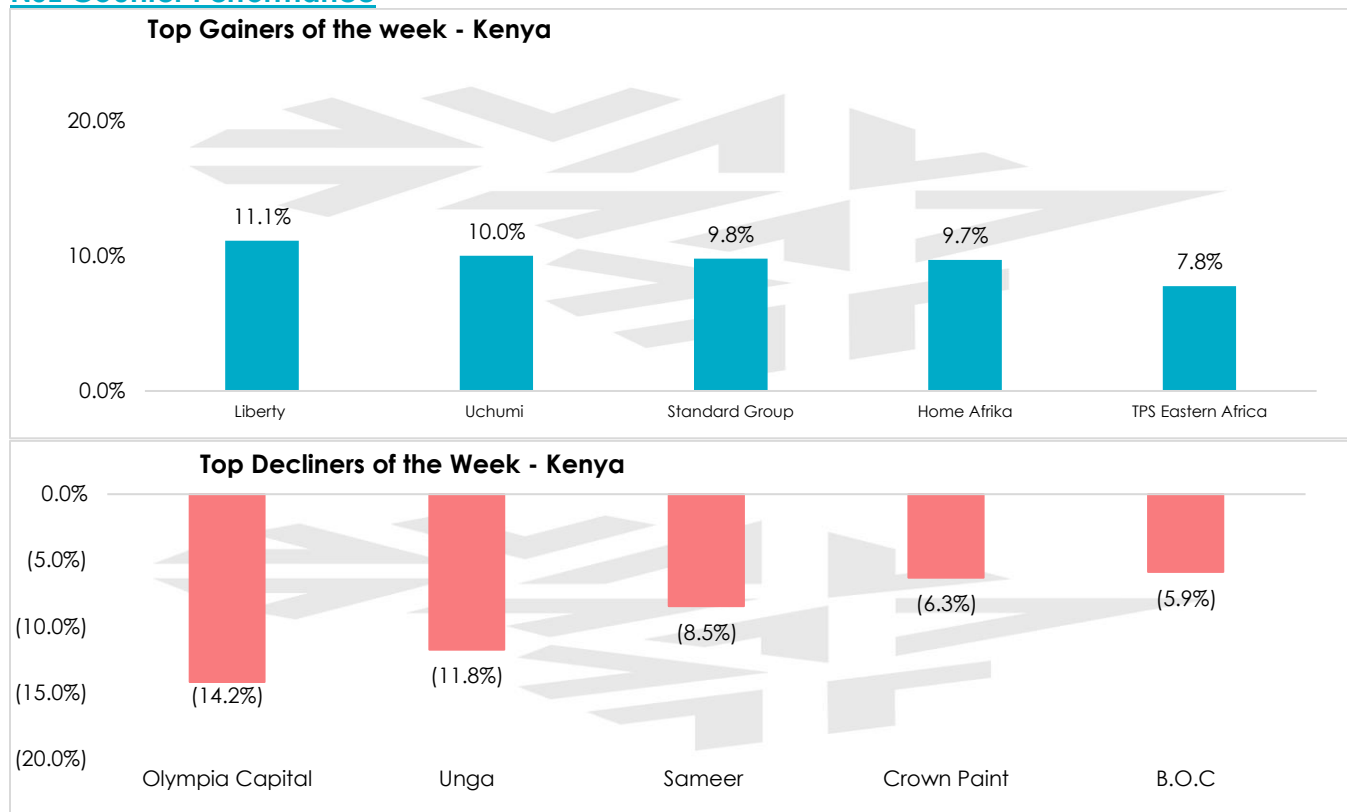 Top Gainers of the week - Kenya
20.0%
10.0%
0.0%
11.1%
10.0%
9.8%
9.7%
7.8%
Liberty
Uchumi
Standard Group
Home Afrika
TPS Eastern Africa
Top Decliners of the Week - Kenya
0.0%
(5.0%)
(10.0%)
(15.0%)
(20.0%)
(14.2%)
(11.8%)
(8.5%)
(6.3%)
(5.9%)
Olympia Capital
Unga
Sameer
Crown Paint
B.O.C